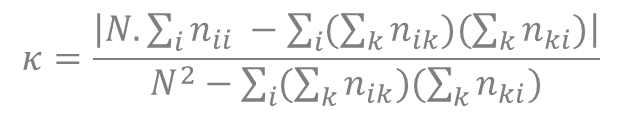 κ = |N.∑ᵢ nᵢᵢ − ∑ᵢ(∑ₖ nᵢₖ)(∑ₖ nₖᵢ)| / N² − ∑ᵢ(∑ₖ nᵢₖ)(∑ₖ nₖᵢ)